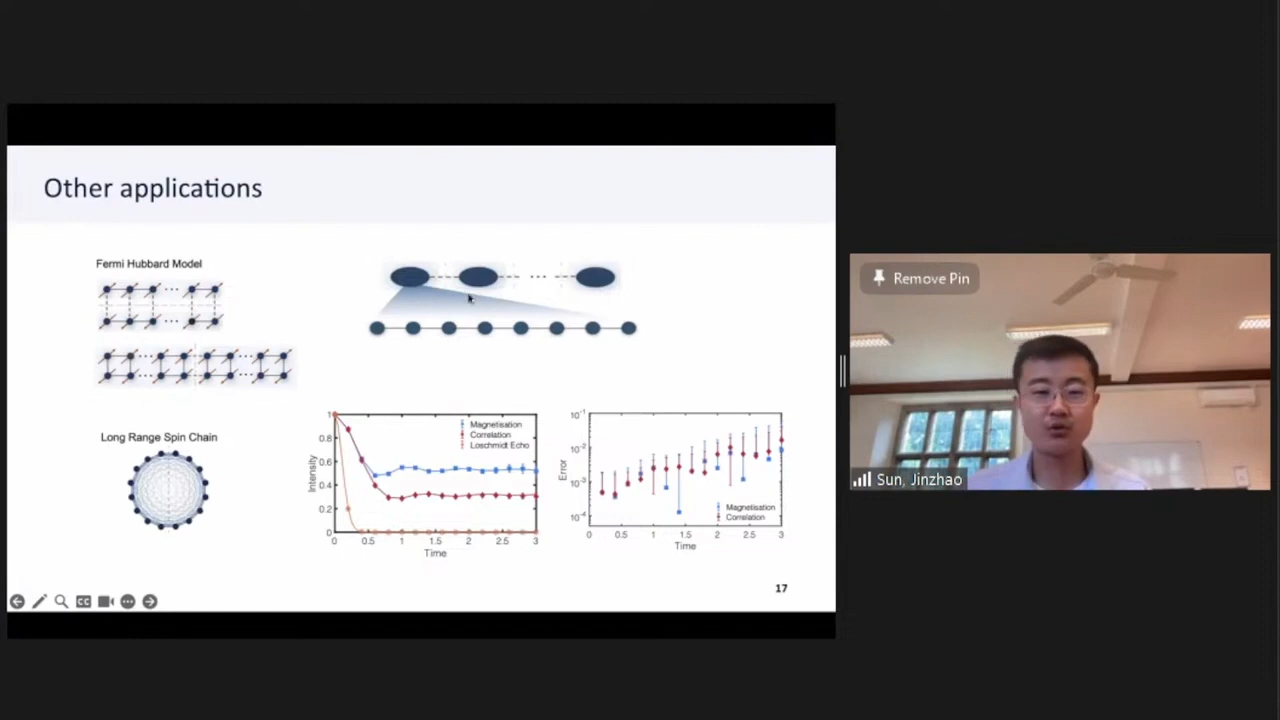 Other applications
Fermi Hubbard Model
Long Range Spin Chain
Magnetisation
Correlation
Loschmidt Echo
Intensity
1
0.8
0.6
0.4
0.2
0
0 0.5 1 1.5 2 2.5 3
Time
Error
10-1
10-2
10-3
10-4
Magnetisation
Correlation
0 0.5 1 1.5 2 2.5 3
Time
17
CC
Remove Pin
Sun, Jinzhao